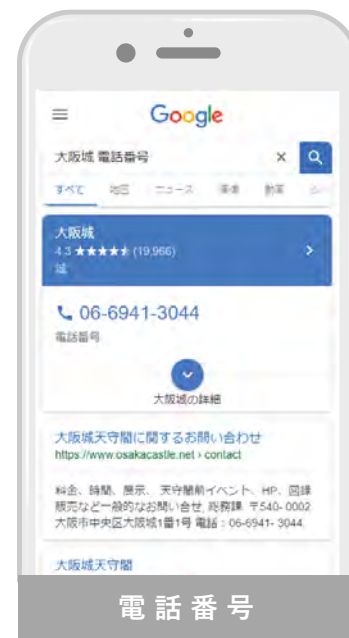 Google
大阪城 電話番号
すべて 地図 ニュース 画像 動画
大阪城
4.3 ★★★★★ (19,966)
城
06-6941-3044
電話番号
大阪城の詳細
大阪城天守閣に関するお問い合わせ
https://www.osakacastle.net › contact
料金、時間、展示、 天守閣前イベント、 HP、 図録
販売など一般的なお問い合せ, 総務課 〒540- 0002
大阪市中央区大阪城1番1号 電話:06-6941- 3044
大阪城天守閣
電話番号